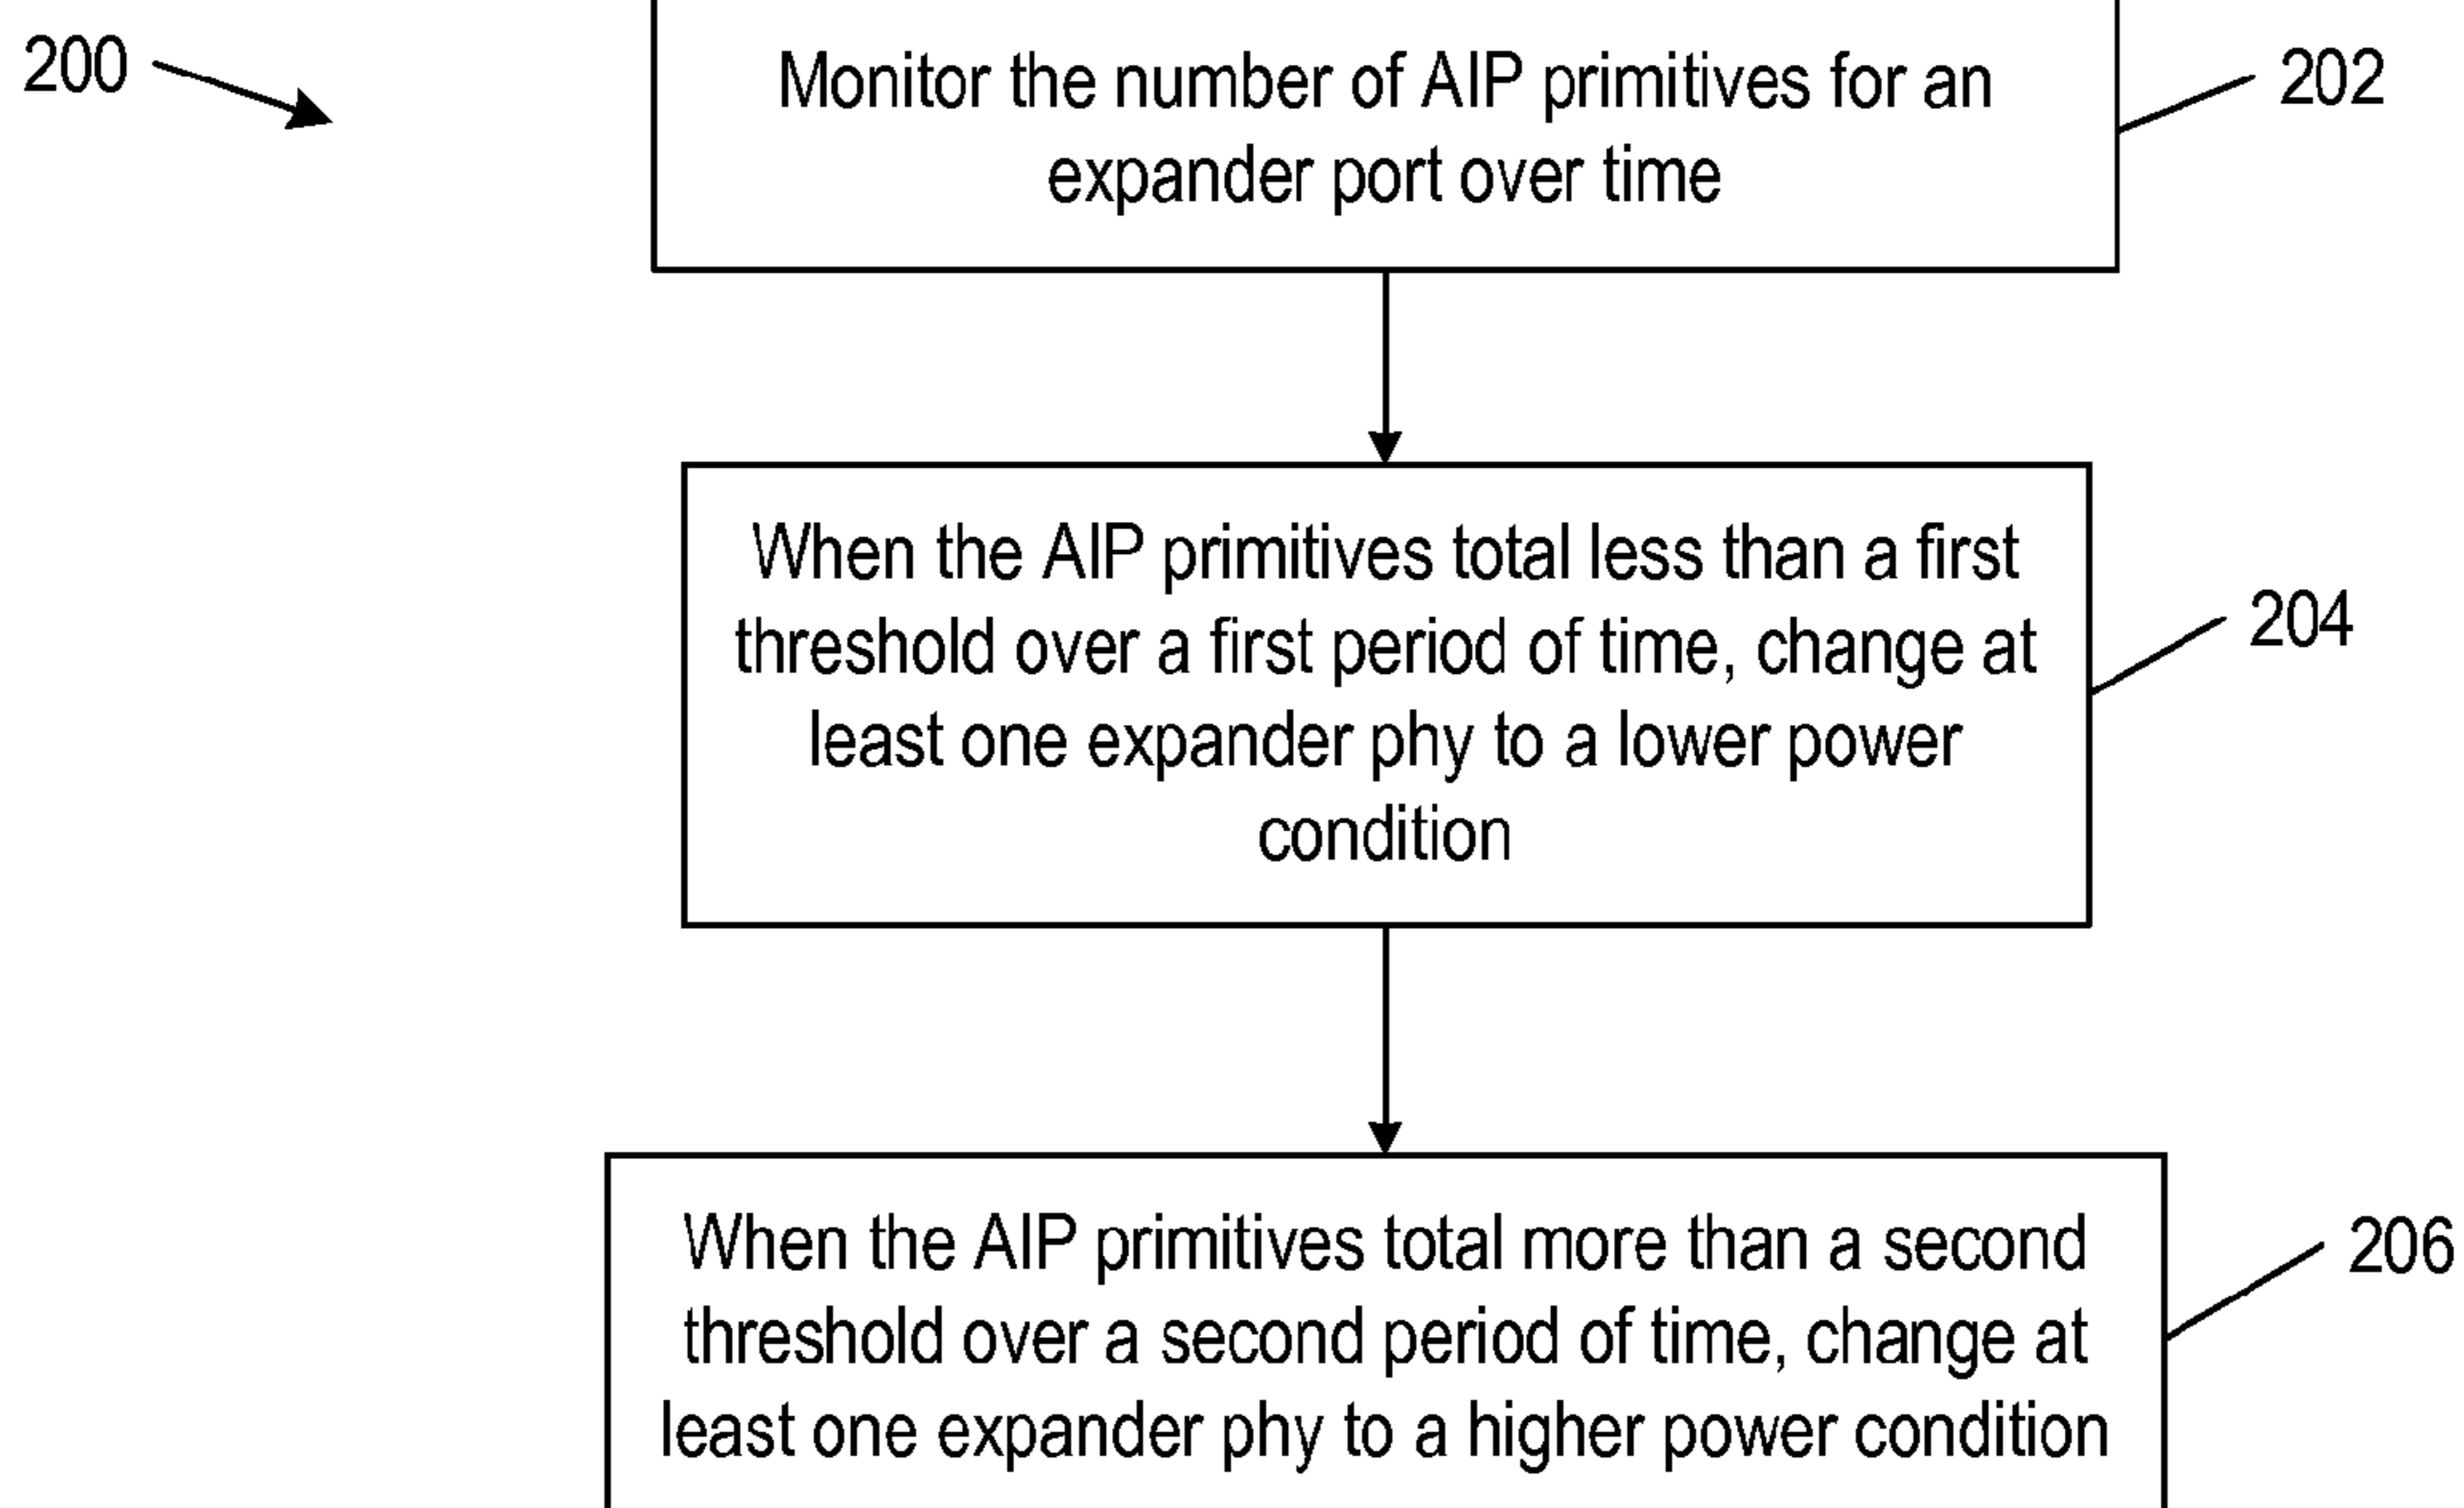 200
Monitor the number of AIP primitives for an
expander port over time
202
When the AIP primitives total less than a first
threshold over a first period of time, change at
least one expander phy to a lower power
condition
204
When the AIP primitives total more than a second
threshold over a second period of time, change at
least one expander phy to a higher power condition
206